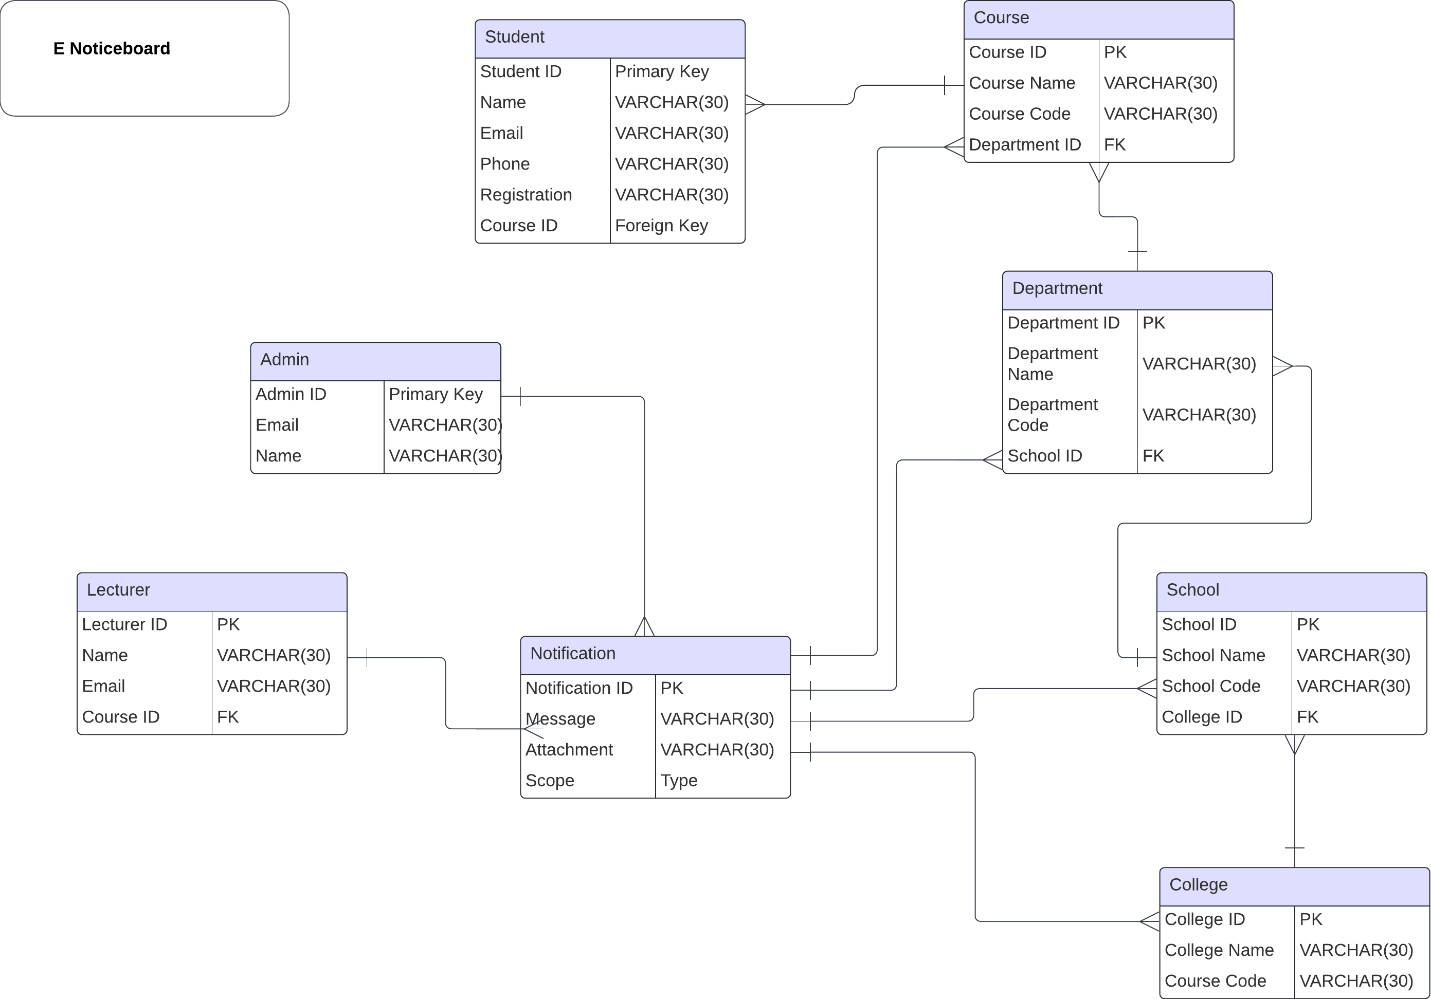 E Noticeboard
Student
Student ID Primary Key
Name VARCHAR(30)
Email VARCHAR(30)
Phone VARCHAR(30)
Registration VARCHAR(30)
Course ID Foreign Key
Course
Course ID PK
Course Name VARCHAR(30)
Course Code VARCHAR(30)
Department ID FK
Department
Department ID PK
Department
Name VARCHAR(30)
Department
Code VARCHAR(30)
School ID FK
Admin
Admin ID Primary Key
Email VARCHAR(30)
Name VARCHAR(30)
Lecturer
Lecturer ID PK
Name VARCHAR(30)
Email VARCHAR(30)
Course ID FK
Notification
Notification ID PK
Message VARCHAR(30)
Attachment VARCHAR(30)
Scope Type
School
School ID PK
School Name VARCHAR(30)
School Code VARCHAR(30)
College ID FK
College
College ID PK
College Name VARCHAR(30)
Course Code VARCHAR(30)